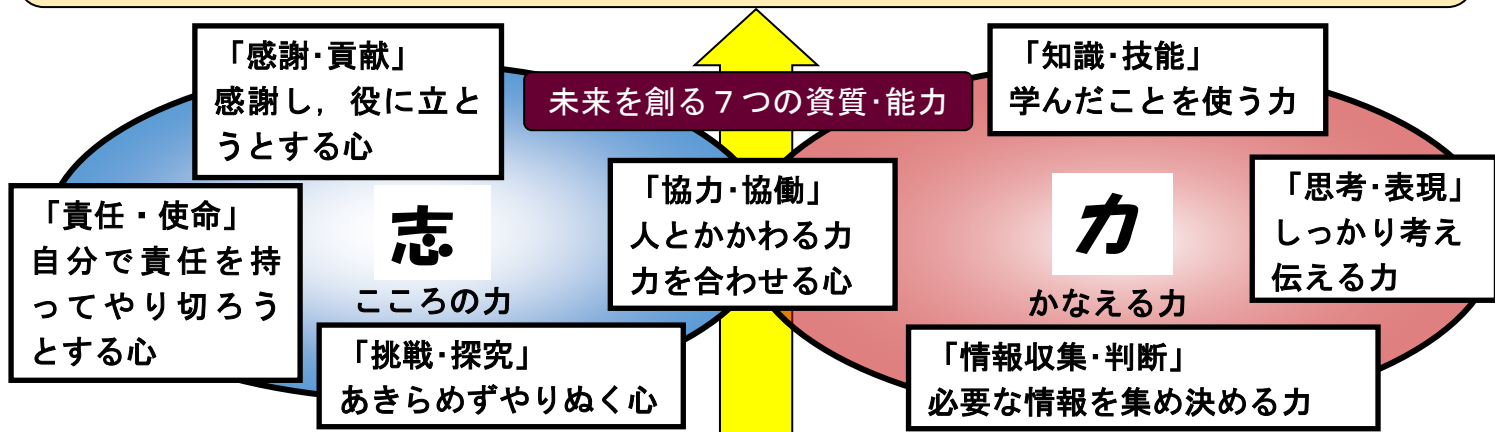 未来を創る７つの資質･能力
「感謝･貢献」
感謝し，役に立と
うとする心
「責任・使命」
自分で責任を持
ってやり切ろう
とする心
志
こころの力
「挑戦･探究」
あきらめずやりぬく心
「協力･協働」
人とかかわる力
力を合わせる心
「知識･技能」
学んだことを使う力
力
かなえる力
「思考･表現」
しっかり考え
伝える力
「情報収集･判断」
必要な情報を集め決める力